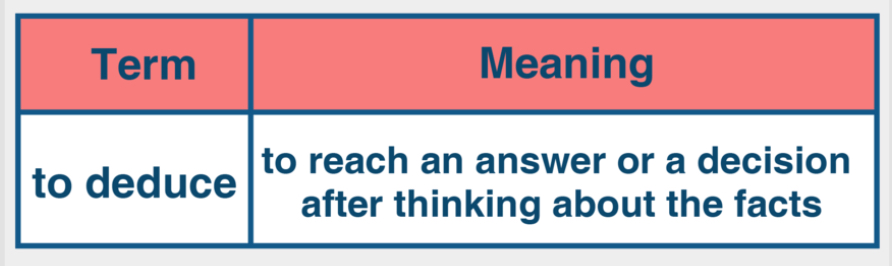 Term
Meaning
to deduce
to reach an answer or a decision
after thinking about the facts